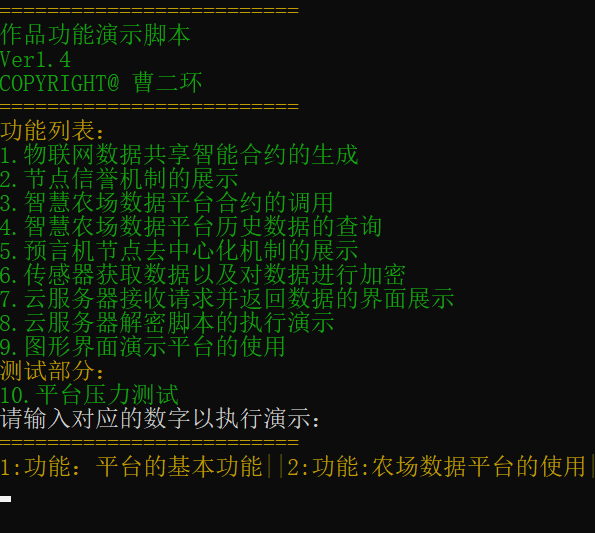 =========================
作品功能演示脚本
Ver1.4
COPYRIGHT@ 曹二环
=========================
功能列表：
1.物联网数据共享智能合约的生成
2.节点信誉机制的展示
3.智慧农场数据平台合约的调用
4.智慧农场数据平台历史数据的查询
5.预言机节点去中心化机制的展示
6.传感器获取数据以及对数据进行加密
7.云服务器接收请求并返回数据的界面展示
8.云服务器解密脚本的执行演示
9.图形界面演示平台的使用
测试部分：
10.平台压力测试
请输入对应的数字以执行演示：
=========================
1:功能：平台的基本功能||2:功能:农场数据平台的使用|